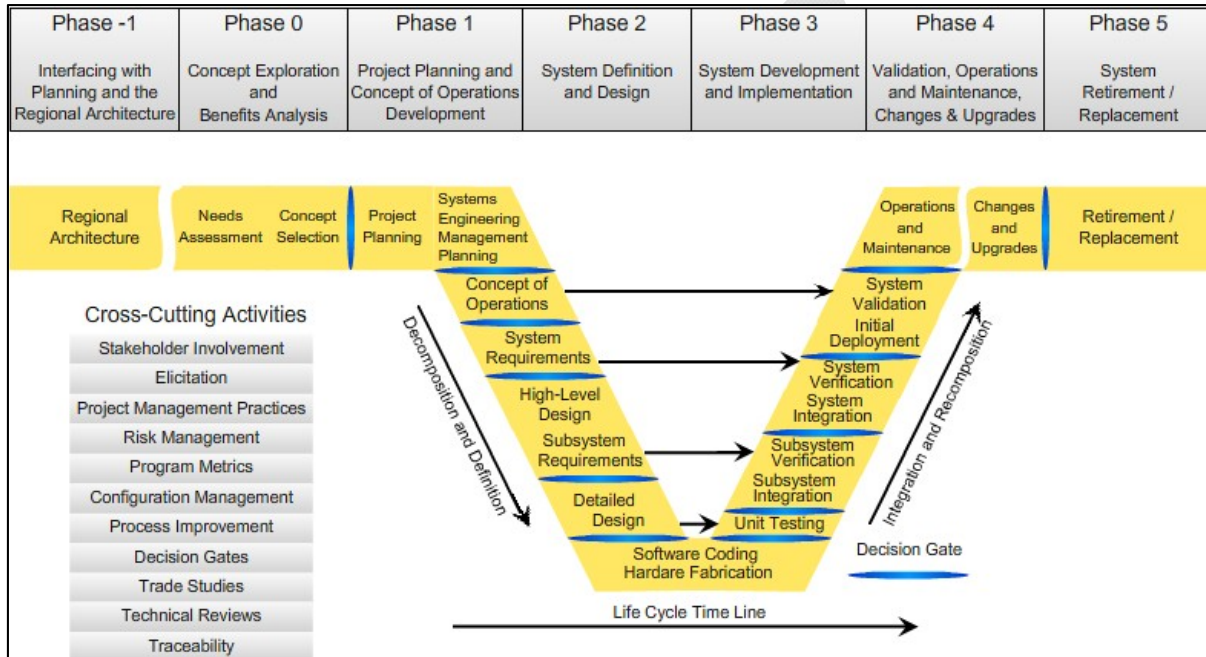 Phase -1
Interfacing with
Planning and the
Regional Architecture
Phase 0
Concept Exploration
and
Benefits Analysis
Phase 1
Project Planning and
Concept of Operations
Development
Phase 2
System Definition
and Design
Phase 3
System Development
and Implementation
Phase 4
Validation, Operations
and Maintenance,
Changes & Upgrades
Phase 5
System
Retirement /
Replacement
Regional
Architecture
Needs
Assessment
Concept
Selection
Project
Planning
Systems
Engineering
Management
Planning
Concept of
Operations
System
Requirements
High-Level
Design
Subsystem
Requirements
Detailed
Design
Software Coding
Hardare Fabrication
Unit Testing
Subsystem
Integration
Subsystem
Verification
System
Integration
System
Verification
Initial
Deployment
System
Validation
Operations
and
Maintenance
Changes
and
Upgrades
Retirement /
Replacement
Decomposition and Definition
Integration and Recomposition
Decision Gate
Life Cycle Time Line
Cross-Cutting Activities
Stakeholder Involvement
Elicitation
Project Management Practices
Risk Management
Program Metrics
Configuration Management
Process Improvement
Decision Gates
Trade Studies
Technical Reviews
Traceability